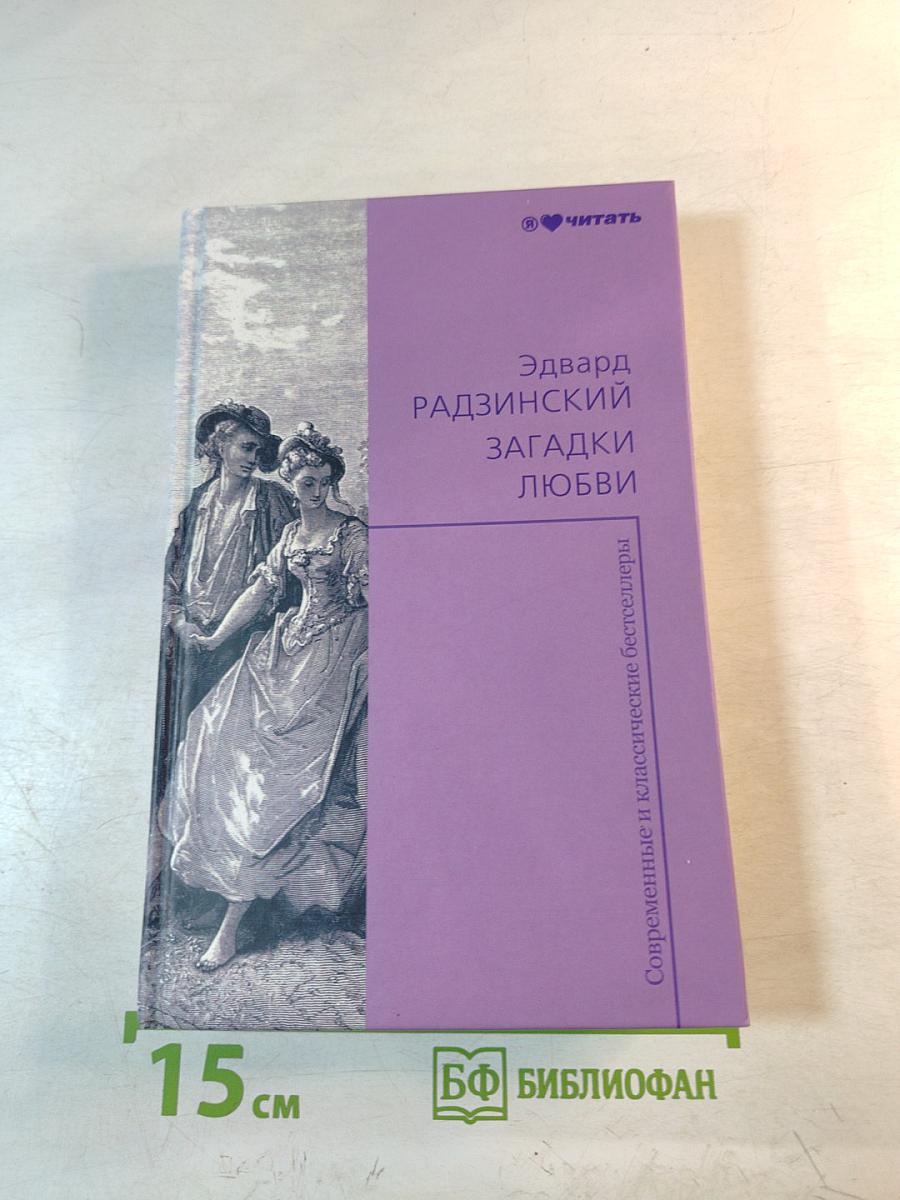 Я ♥ читать
Эдвард
РАДЗИНСКИЙ
ЗАГАДКИ
ЛЮБВИ
Современные и классические бестселлеры
15 см
БФ БИБЛИОФАН